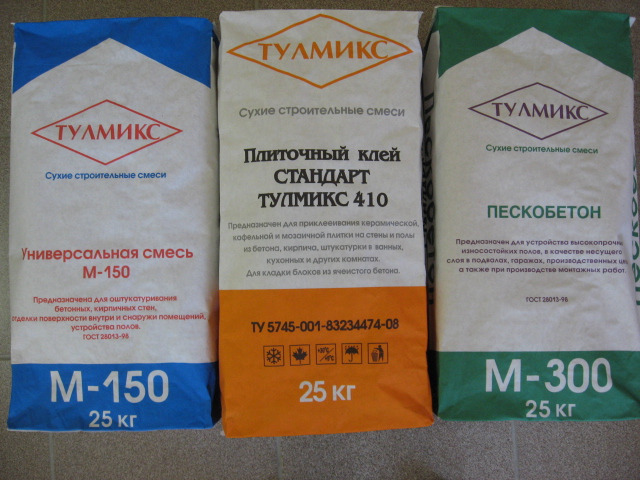 ТУЛМИКС
Сухие строительные смеси
Универсальная смесь
М-150
Предназначена для оштукатуривания
бетонных, кирпичных стен,
поверхности внутри и снаружи помещений,
устройства полов.
ГОСТ 28013-98
М-150
25 кг
ТУЛМИКС
Сухие строительные смеси
Плиточный клей
СТАНДАРТ
ТУЛМИКС 410
Предназначен для приклеивания керамической,
кафельной и мозаичной плитки на стены и полы
из бетона, кирпича, штукатурки в ванных,
кухонных и других комнатах.
Для кладки блоков из ячеистого бетона.
ТУ 5745-001-83234474-08
25 кг
ТУЛМИКС
Сухие строительные смеси
ПЕСКОБЕТОН
Предназначен для устройства высокопрочных
износостойких полов, в качестве несущего
слоя в подвалах, гаражах, производственных
а также при производстве монтажных работ
ГОСТ 28013-98
М-300
25 кг